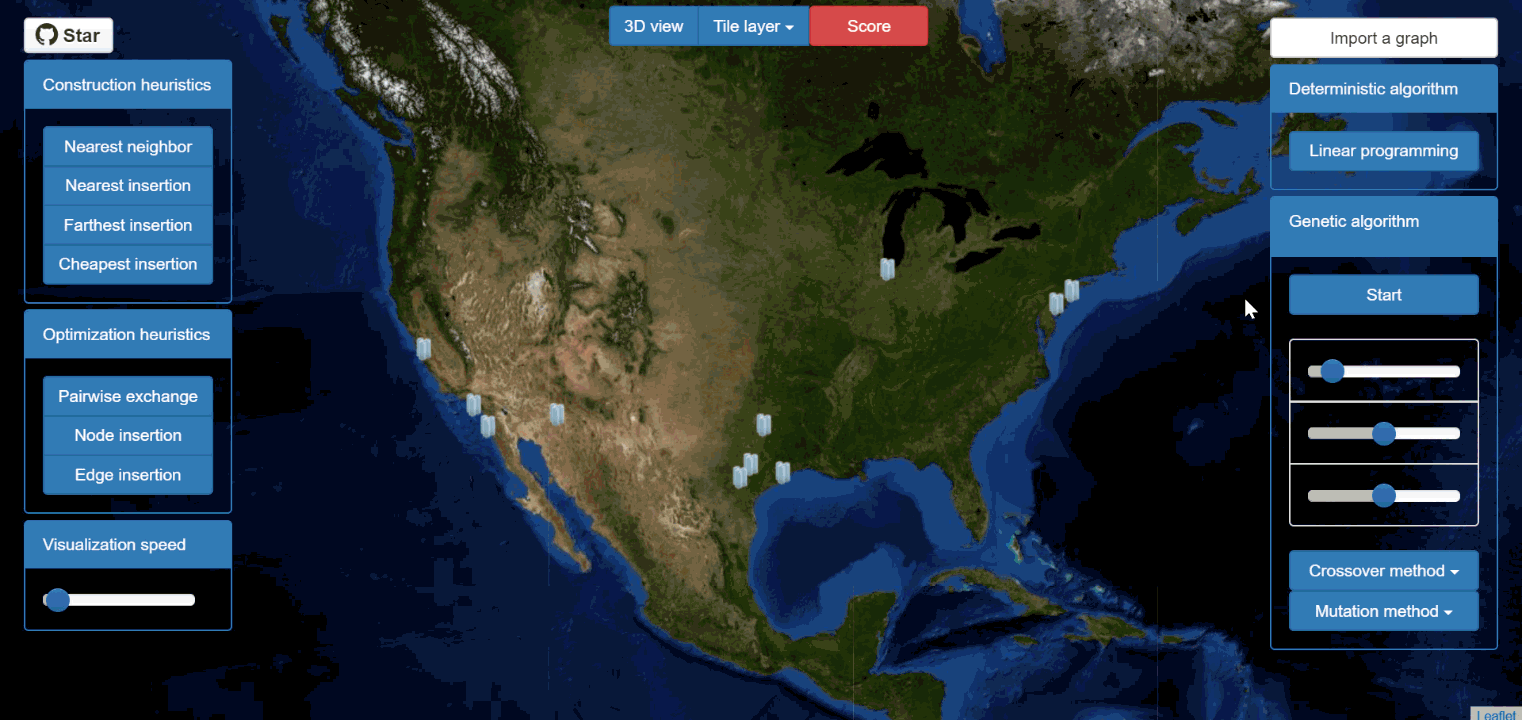 Star
3D view
Tile layer
Score
Import a graph
Construction heuristics
Nearest neighbor
Nearest insertion
Farthest insertion
Cheapest insertion
Optimization heuristics
Pairwise exchange
Node insertion
Edge insertion
Visualization speed
Deterministic algorithm
Linear programming
Genetic algorithm
Start
Crossover method
Mutation method
Leaflet